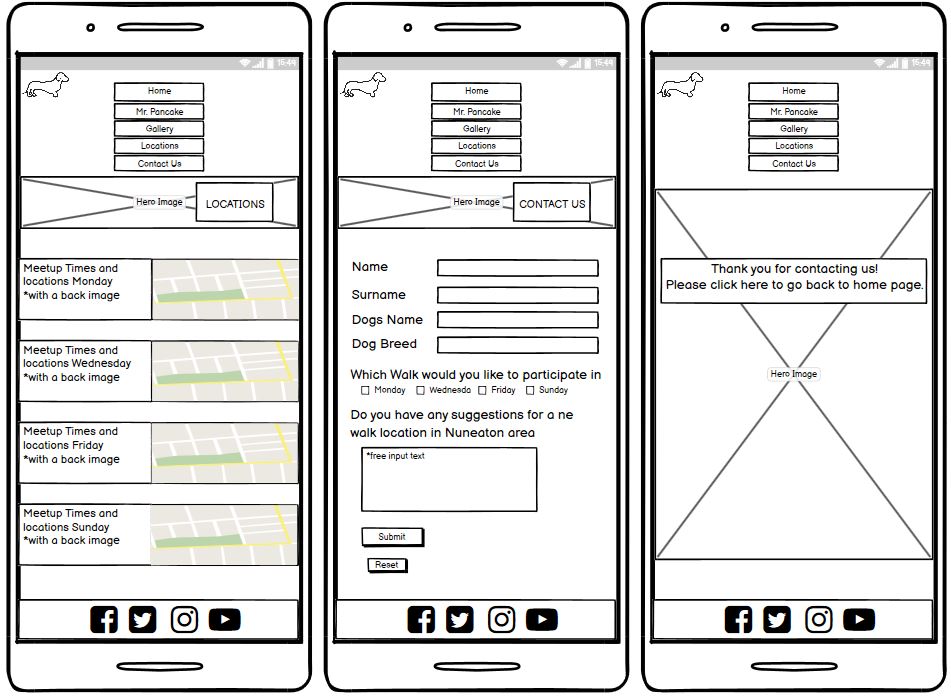 15:44
Home
Mr. Pancake
Gallery
Locations
Contact Us
Hero Image
LOCATIONS
Meetup Times and
locations Monday
*with a back image
Meetup Times and
locations Wednesday
*with a back image
Meetup Times and
locations Friday
*with a back image
Meetup Times and
locations Sunday
*with a back image
15:44
Home
Mr. Pancake
Gallery
Locations
Contact Us
Hero Image
CONTACT US
Name
Surname
Dogs Name
Dog Breed
Which Walk would you like to participate in
Monday Wednesda Friday Sunday
Do you have any suggestions for a ne
walk location in Nuneaton area
*free input text
Submit
Reset
15:44
Home
Mr. Pancake
Gallery
Locations
Contact Us
Thank you for contacting us!
Please click here to go back to home page.
Hero Image